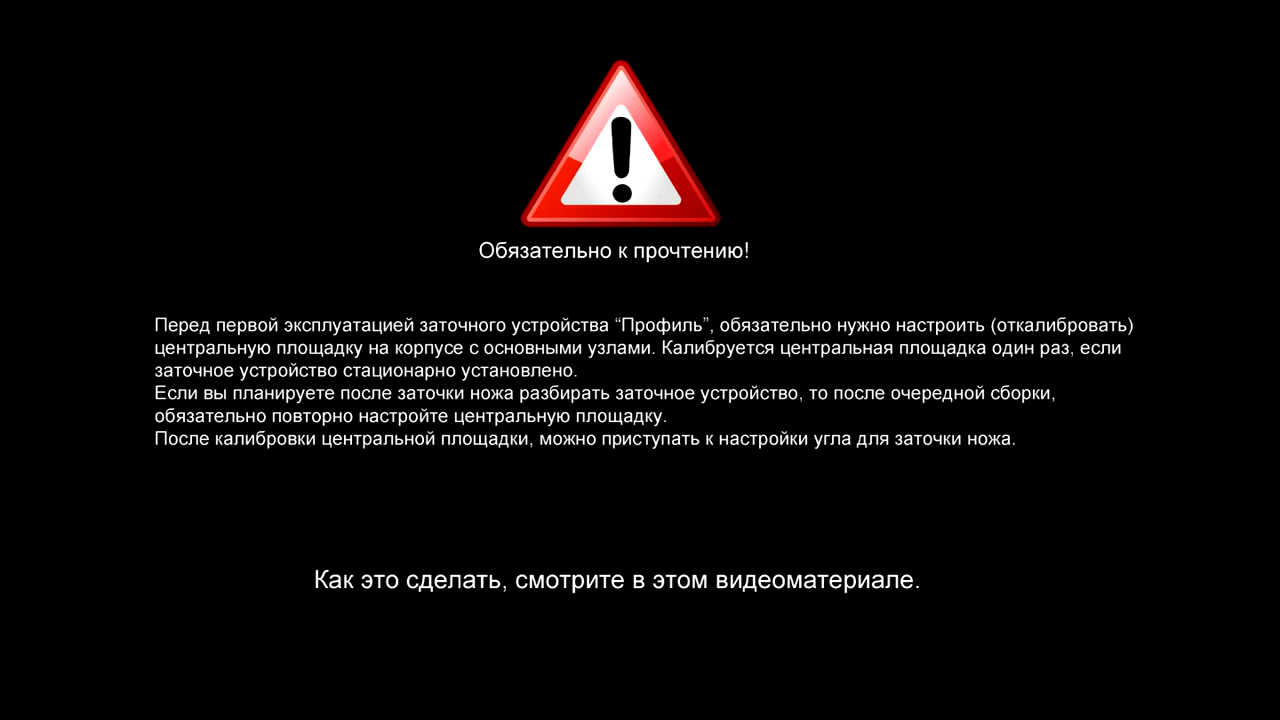 Обязательно к прочтению!
Перед первой эксплуатацией заточного устройства “Профиль”, обязательно нужно настроить (откалибровать)
центральную площадку на корпусе с основными узлами. Калибруется центральная площадка один раз, если
заточное устройство стационарно установлено.
Если вы планируете после заточки ножа разбирать заточное устройство, то после очередной сборки,
обязательно повторно настройте центральную площадку.
После калибровки центральной площадки, можно приступать к настройки угла для заточки ножа.
Как это сделать, смотрите в этом видеоматериале.